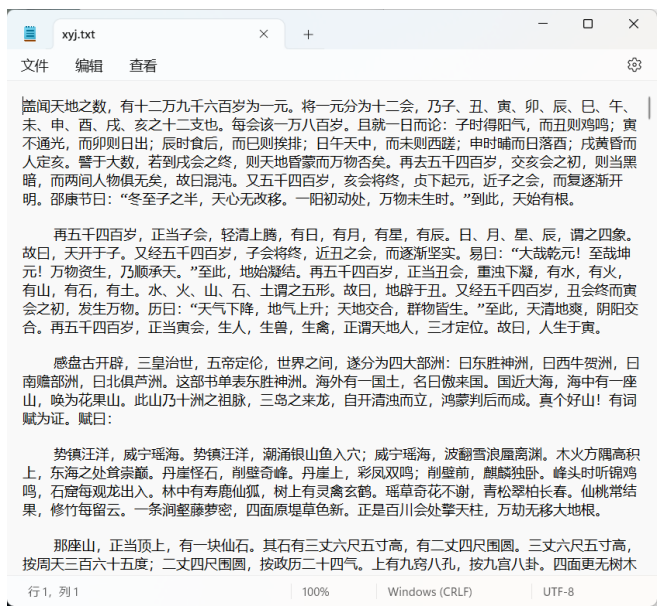 xyj.txt
文件 编辑 查看
盖闻天地之数，有十二万九千六百岁为一元。将一元分为十二会，乃子、丑、寅、卯、辰、巳、午、
未、申、酉、戌、亥之十二支也。每会该一万八百岁。且就一日而论：子时得阳气，而丑则鸡鸣；寅
不通光，而卯则日出；辰时食后，而巳则挨排；日午天中，而未则西蹉；申时晡而日落酉；戌黄昏而
人定亥。譬于大数，若到戌会之终，则天地昏蒙而万物否矣。再去五千四百岁，交亥会之初，则当黑
暗，而两间人物俱无矣，故曰混沌。又五千四百岁，亥会将终，贞下起元，近子之会，而复逐渐开
明。邵康节曰：“冬至子之半，天心无改移。一阳初动处，万物未生时。”到此，天始有根。
再五千四百岁，正当子会，轻清上腾，有日，有月，有星，有辰。日、月、星、辰，谓之四象。
故曰，天开于子。又经五千四百岁，子会将终，近丑之会，而逐渐坚实。易曰：“大哉乾元！至哉坤
元！万物资生，乃顺承天。”至此，地始凝结。再五千四百岁，正当丑会，重浊下凝，有水，有火，
有山，有石，有土。水、火、山、石、土谓之五形。故曰，地辟于丑。又经五千四百岁，丑会终而寅
会之初，发生万物。历曰：“天气下降，地气上升；天地交合，群物皆生。”至此，天清地爽，阴阳交
合。再五千四百岁，正当寅会，生人，生兽，生禽，正谓天地人，三才定位。故曰，人生于寅。
感盘古开辟，三皇治世，五帝定伦，世界之间，遂分为四大部洲：曰东胜神洲，曰西牛贺洲，曰
南赡部洲，曰北俱芦洲。这部书单表东胜神洲。海外有一国土，名曰傲来国。国近大海，海中有一座
山，唤为花果山。此山乃十洲之祖脉，三岛之来龙，自开清浊而立，鸿蒙判后而成。真个好山！有词
赋为证。赋曰：
势镇汪洋，威宁瑶海。势镇汪洋，潮涌银山鱼入穴；威宁瑶海，波翻雪浪蜃离渊。木火方隅高积
上，东海之处耸崇巅。丹崖怪石，削壁奇峰。丹崖上，彩凤双鸣；削壁前，麒麟独卧。峰头时听锦鸡
鸣，石窟每观龙出入。林中有寿鹿仙狐，树上有灵禽玄鹤。瑶草奇花不谢，青松翠柏长春。仙桃常结
果，修竹每留云。一条涧壑藤萝密，四面原堤草色新。正是百川会处擎天柱，万劫无移大地根。
那座山，正当顶上，有一块仙石。其石有三丈六尺五寸高，有二丈四尺围圆。三丈六尺五寸高，
按周天三百六十五度；二丈四尺围圆，按政历二十四气。上有九窍八孔，按九宫八卦。四面更无树木
行 1，列 1 100% Windows (CRLF) UTF-8